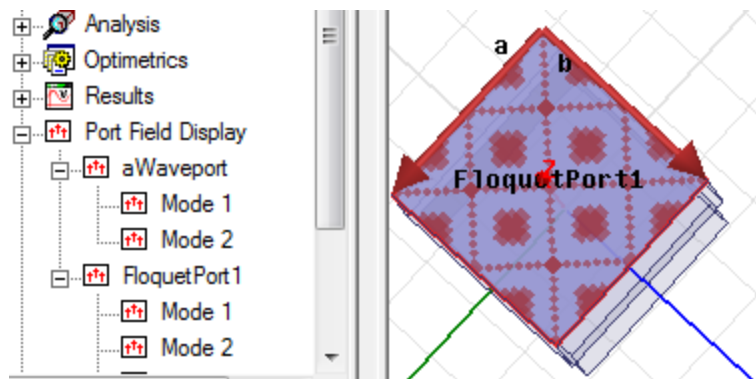 Analysis
Optimetrics
Results
Port Field Display
aWaveport
Mode 1
Mode 2
FloquetPort1
Mode 1
Mode 2
a
b
Z
FloquetPort1